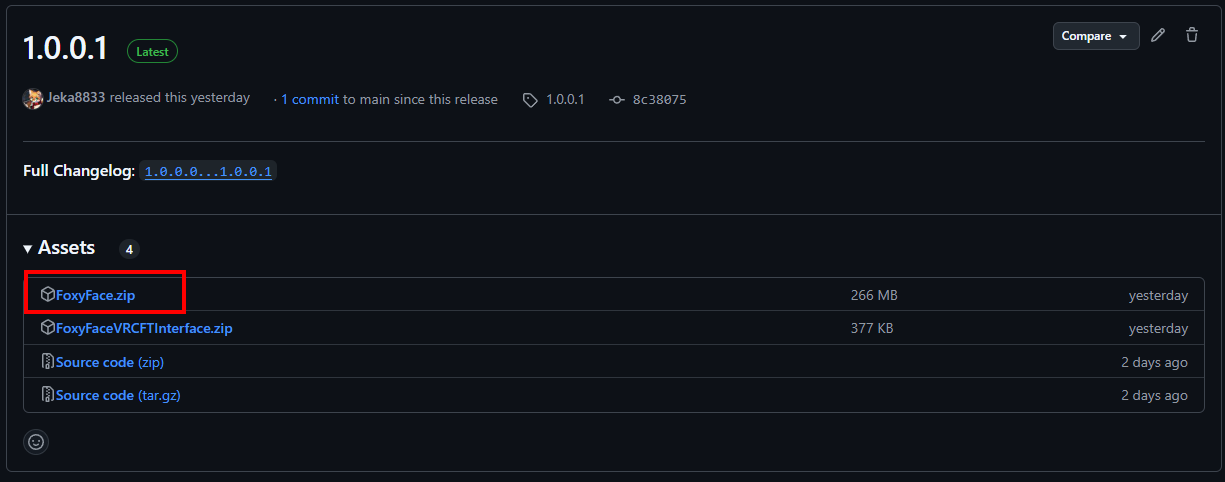 1.0.0.1 Latest Compare
Jeka8833 released this yesterday · 1 commit to main since this release 1.0.0.1 8c38075
Full Changelog: 1.0.0.0...1.0.0.1
Assets 4
FoxyFace.zip 266 MB yesterday
FoxyFaceVRCFTInterface.zip 377 KB yesterday
Source code (zip) 2 days ago
Source code (tar.gz) 2 days ago